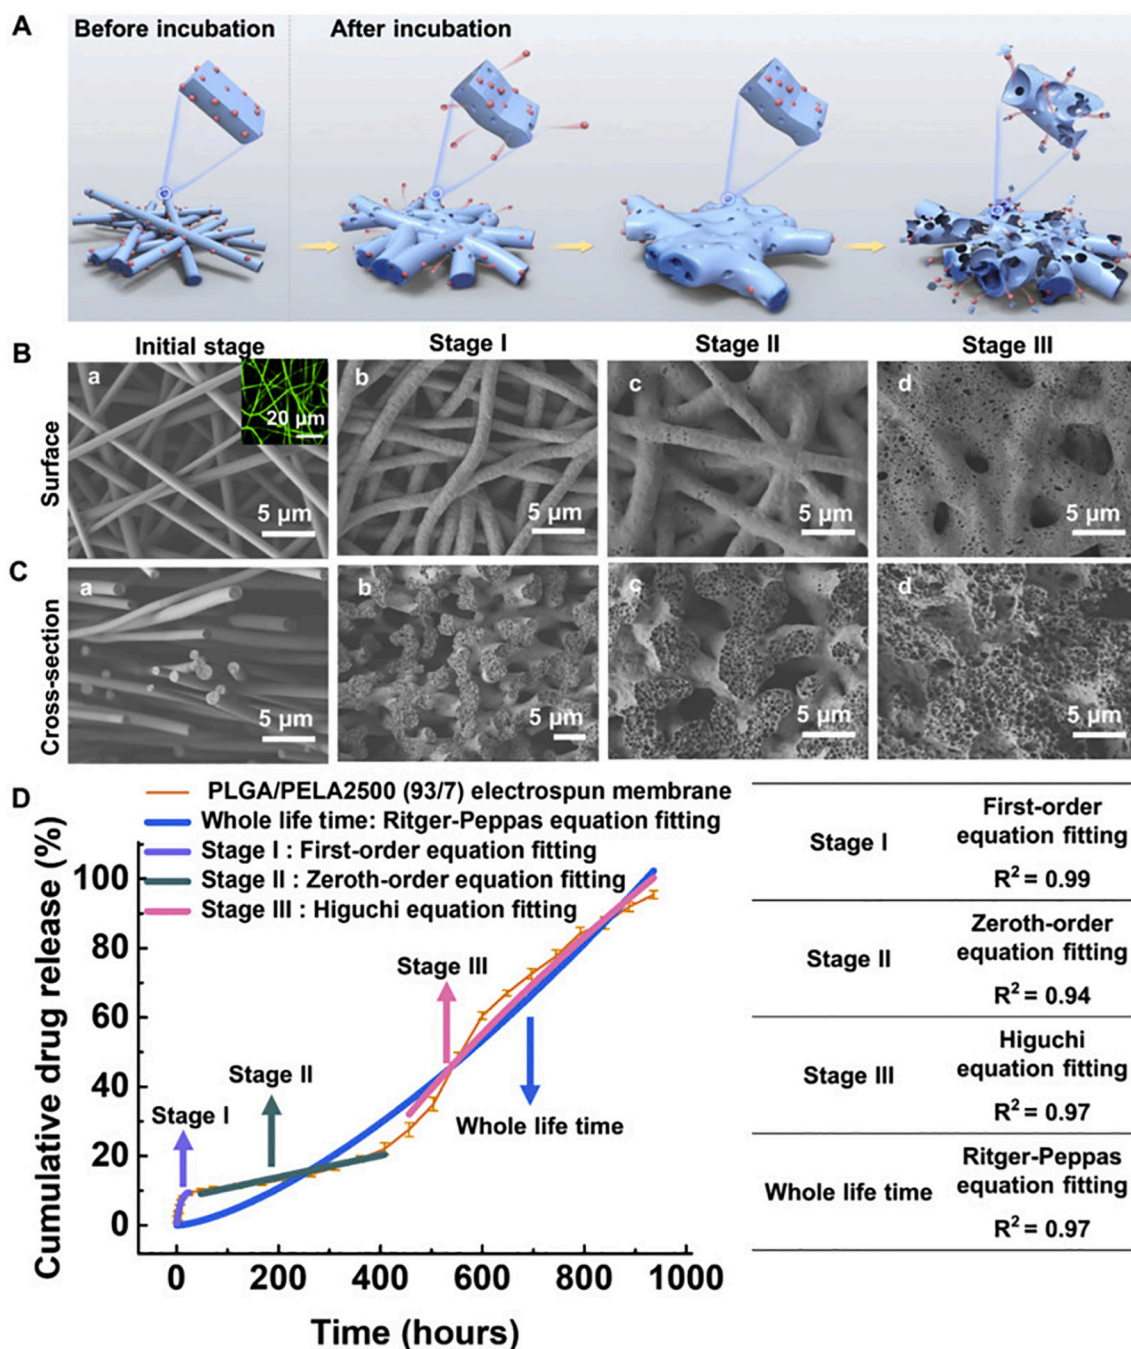 A
Before incubation
After incubation
B
Initial stage
Stage I
Stage II
Stage III
Surface
a
20 μm
5 μm
b
5 μm
c
5 μm
d
5 μm
C
Cross-section
a
5 μm
b
5 μm
c
5 μm
d
5 μm
D
PLGA/PELA2500 (93/7) electrospun membrane
Whole life time: Ritger-Peppas equation fitting
Stage I : First-order equation fitting
Stage II : Zeroth-order equation fitting
Stage III : Higuchi equation fitting
Cumulative drug release (%)
100
80
60
40
20
0
Stage I
Stage II
Stage III
Whole life time
0
200
400
600
800
1000
Time (hours)
Stage I
First-order
equation fitting
R² = 0.99
Stage II
Zeroth-order
equation fitting
R² = 0.94
Stage III
Higuchi
equation fitting
R² = 0.97
Whole life time
Ritger-Peppas
equation fitting
R² = 0.97